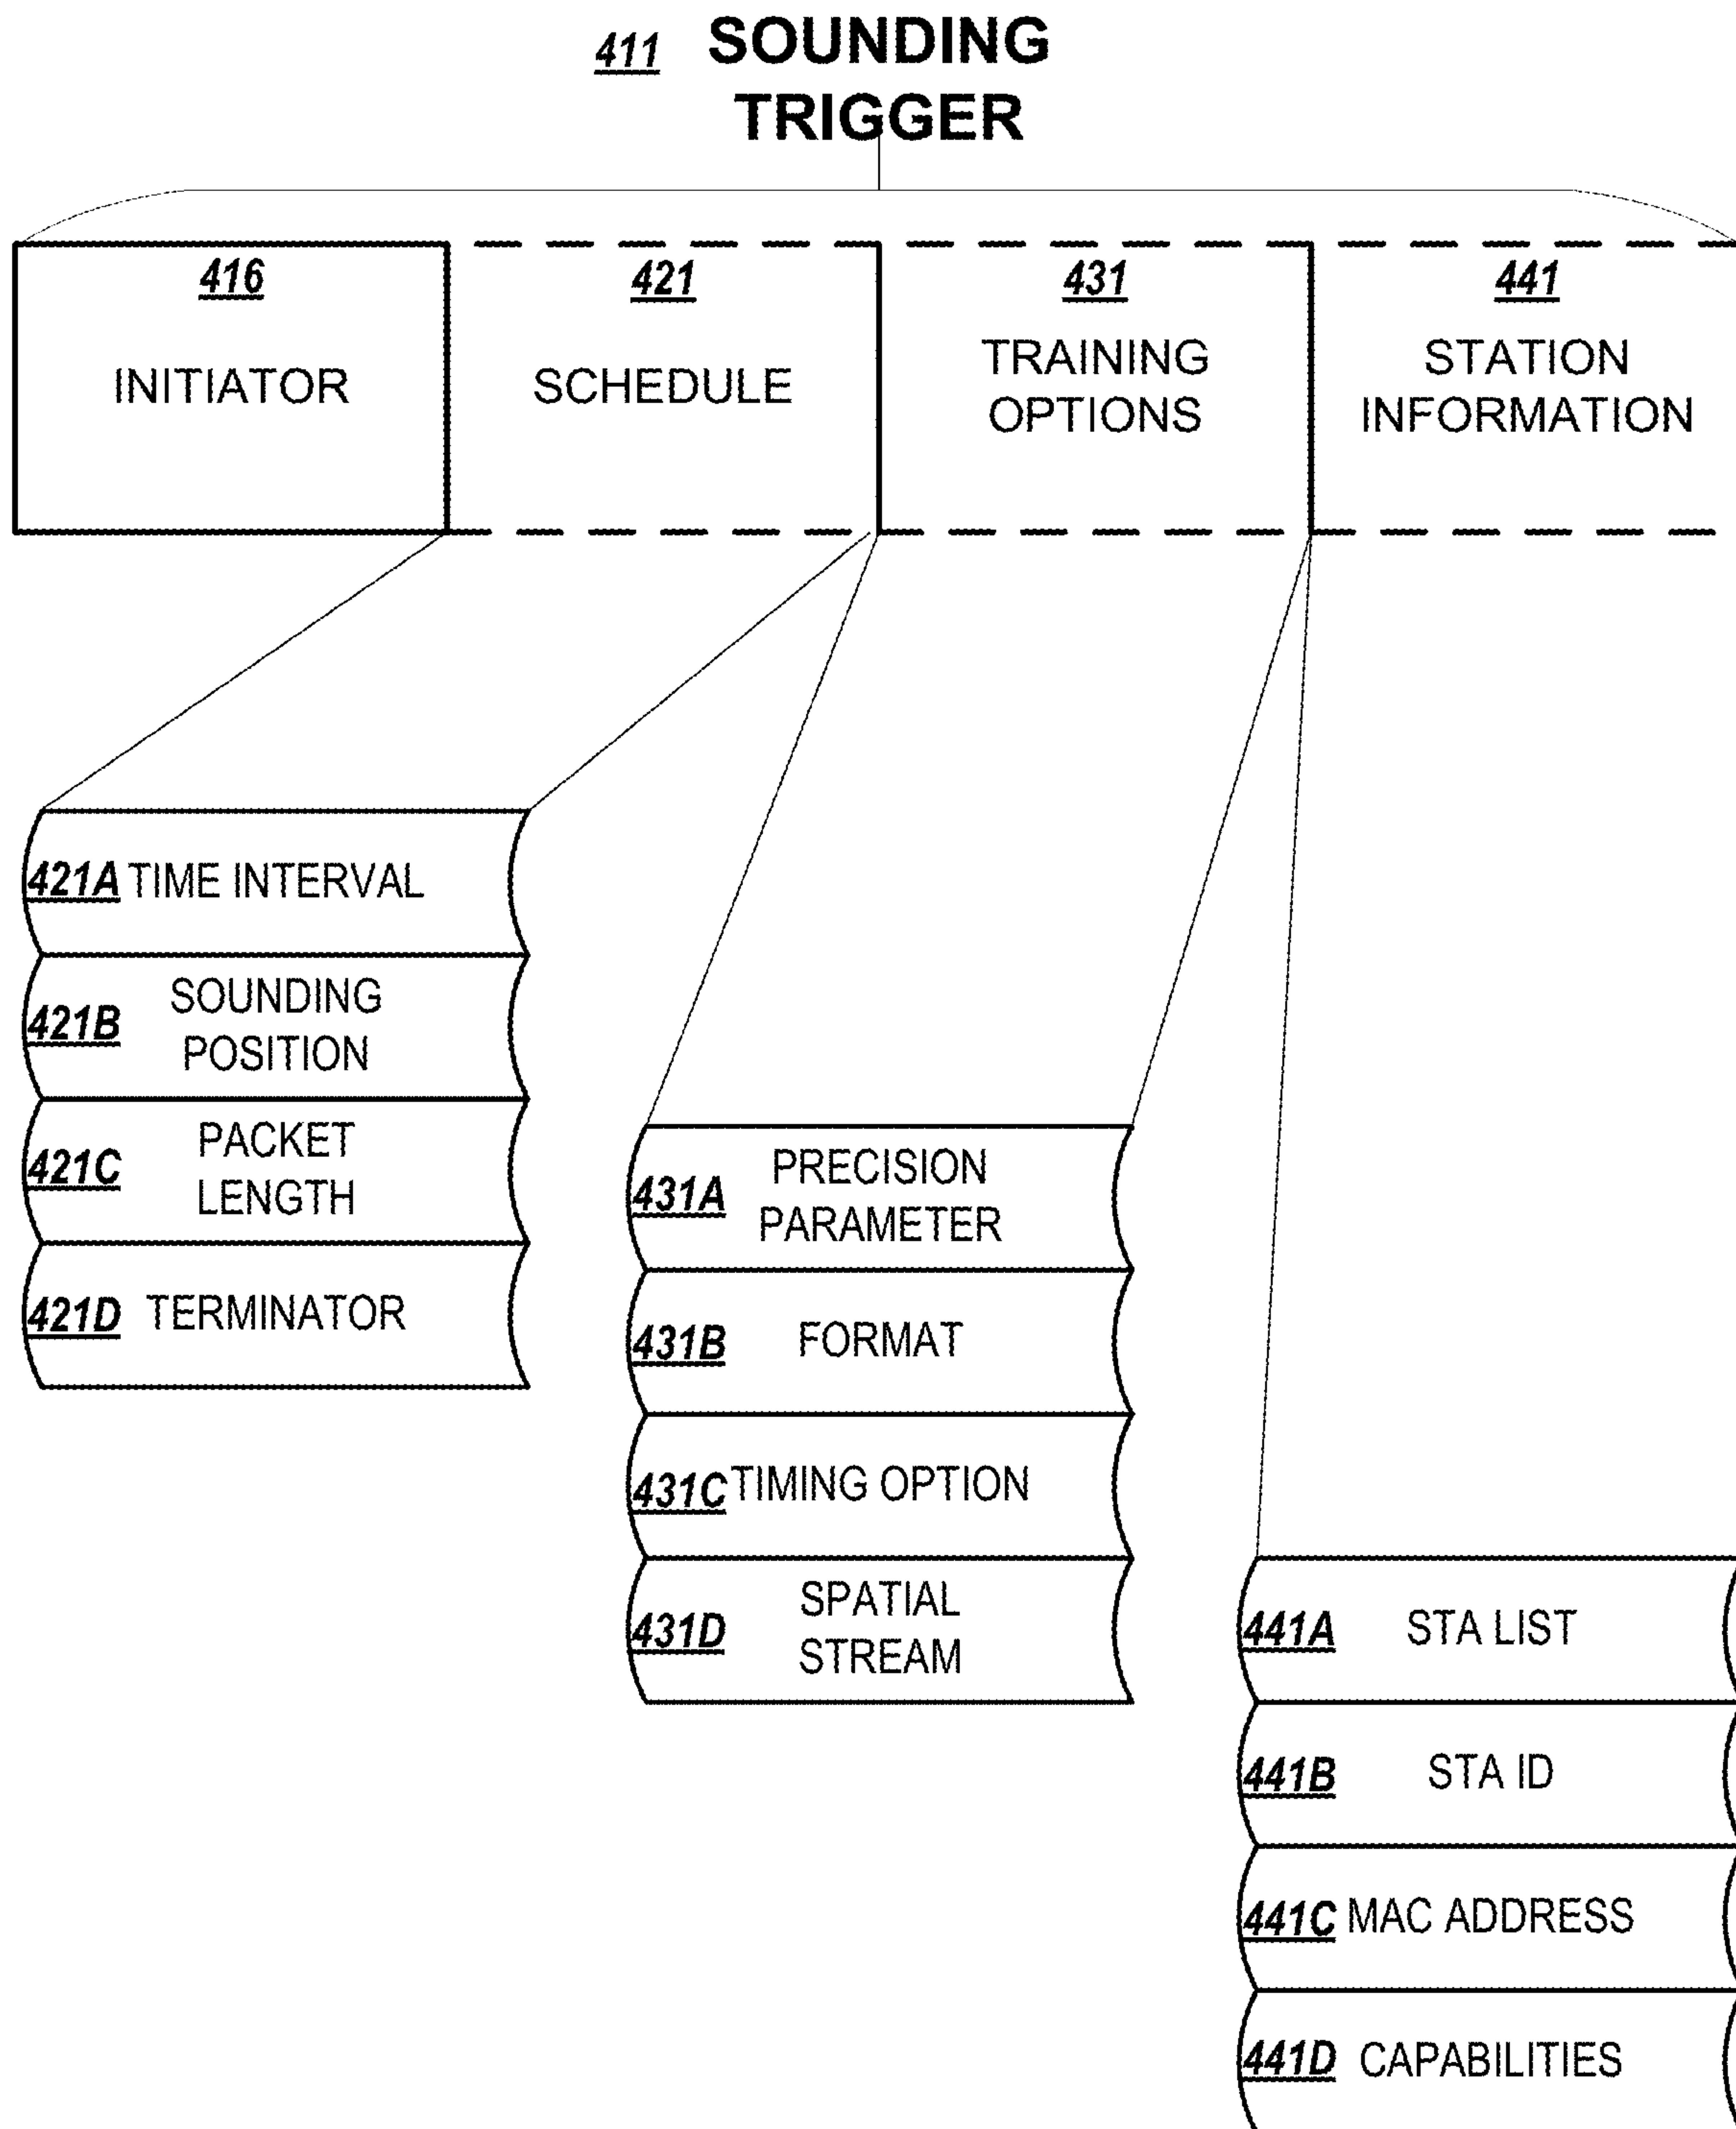 411 SOUNDING
TRIGGER
416 421 431 441
INITIATOR
SCHEDULE
TRAINING
OPTIONS
STATION
INFORMATION
421A TIME INTERVAL
421B SOUNDING
POSITION
421C PACKET
LENGTH
421D TERMINATOR
431A PRECISION
PARAMETER
431B FORMAT
431C TIMING OPTION
431D SPATIAL
STREAM
441A STA LIST
441B STA ID
441C MAC ADDRESS
441D CAPABILITIES